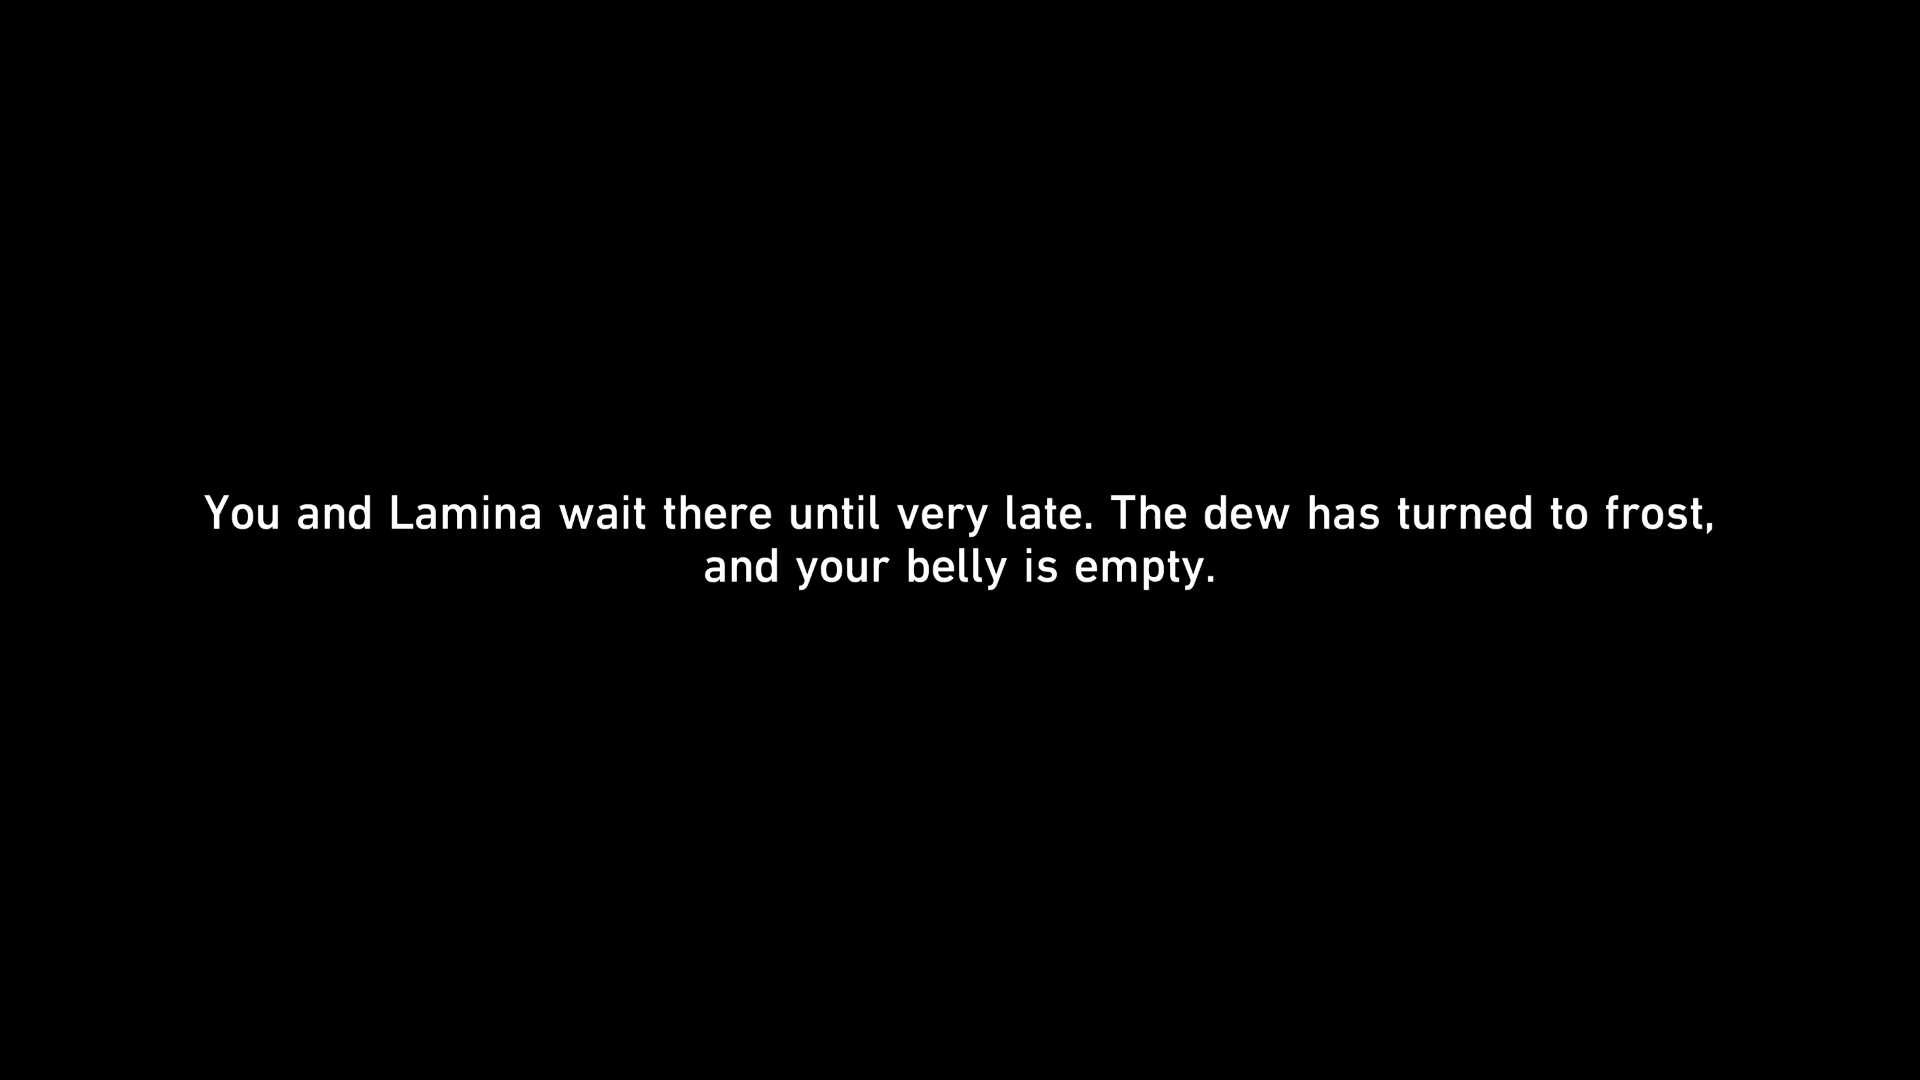 You and Lamina wait there until very late. The dew has turned to frost,
and your belly is empty.